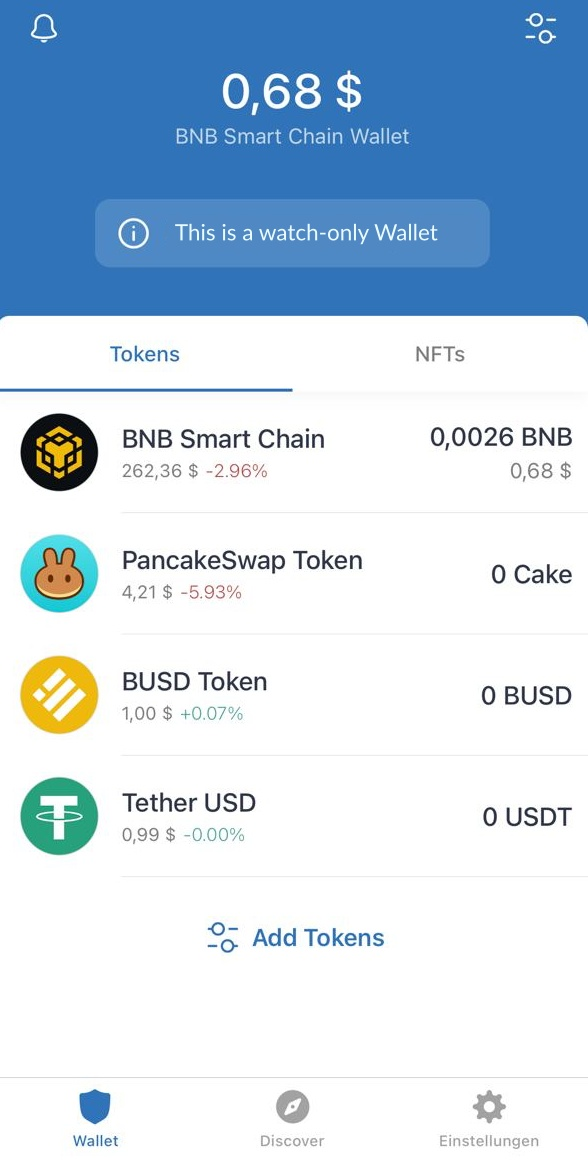 0,68 $
BNB Smart Chain Wallet
This is a watch-only Wallet
Tokens NFTs
BNB Smart Chain 0,0026 BNB
262,36 $ -2.96% 0,68 $
PancakeSwap Token 0 Cake
4,21 $ -5.93%
BUSD Token 0 BUSD
1,00 $ +0.07%
Tether USD 0 USDT
0,99 $ -0.00%
Add Tokens
Wallet Discover Einstellungen